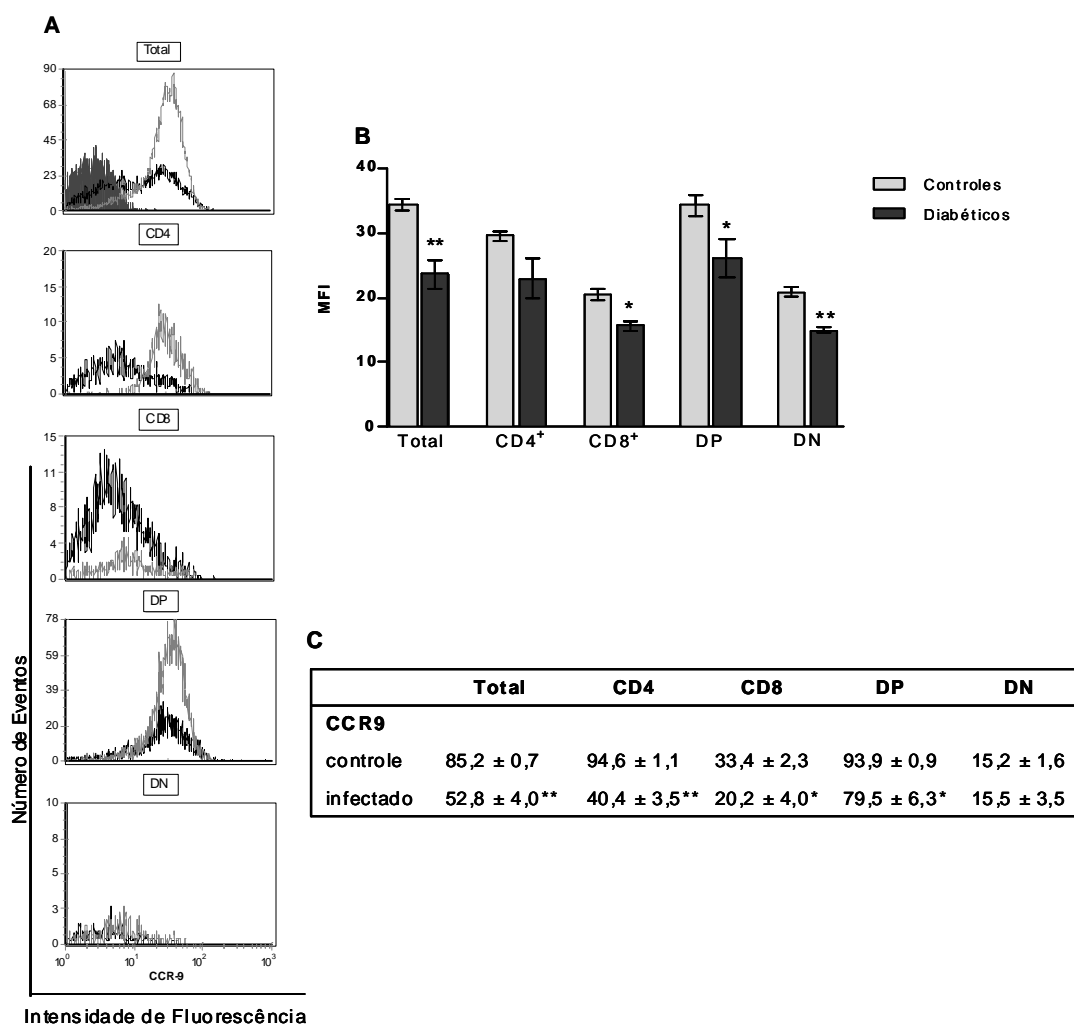 A
Total
90
68
45
23
0
CD4
20
15
10
5
0
CD8
15
11
8
4
0
DP
78
59
39
20
0
DN
10
8
5
3
0
10⁰ 10¹ 10² 10³
CCR-9
Número de Eventos
Intensidade de Fluorescência
B
40
30
20
10
0
MFI
** * * **
Total CD4⁺ CD8⁺ DP DN
Controles
Diabéticos
C
Total CD4 CD8 DP DN
CCR9
controle 85,2 ± 0,7 94,6 ± 1,1 33,4 ± 2,3 93,9 ± 0,9 15,2 ± 1,6
infectado 52,8 ± 4,0** 40,4 ± 3,5** 20,2 ± 4,0* 79,5 ± 6,3* 15,5 ± 3,5